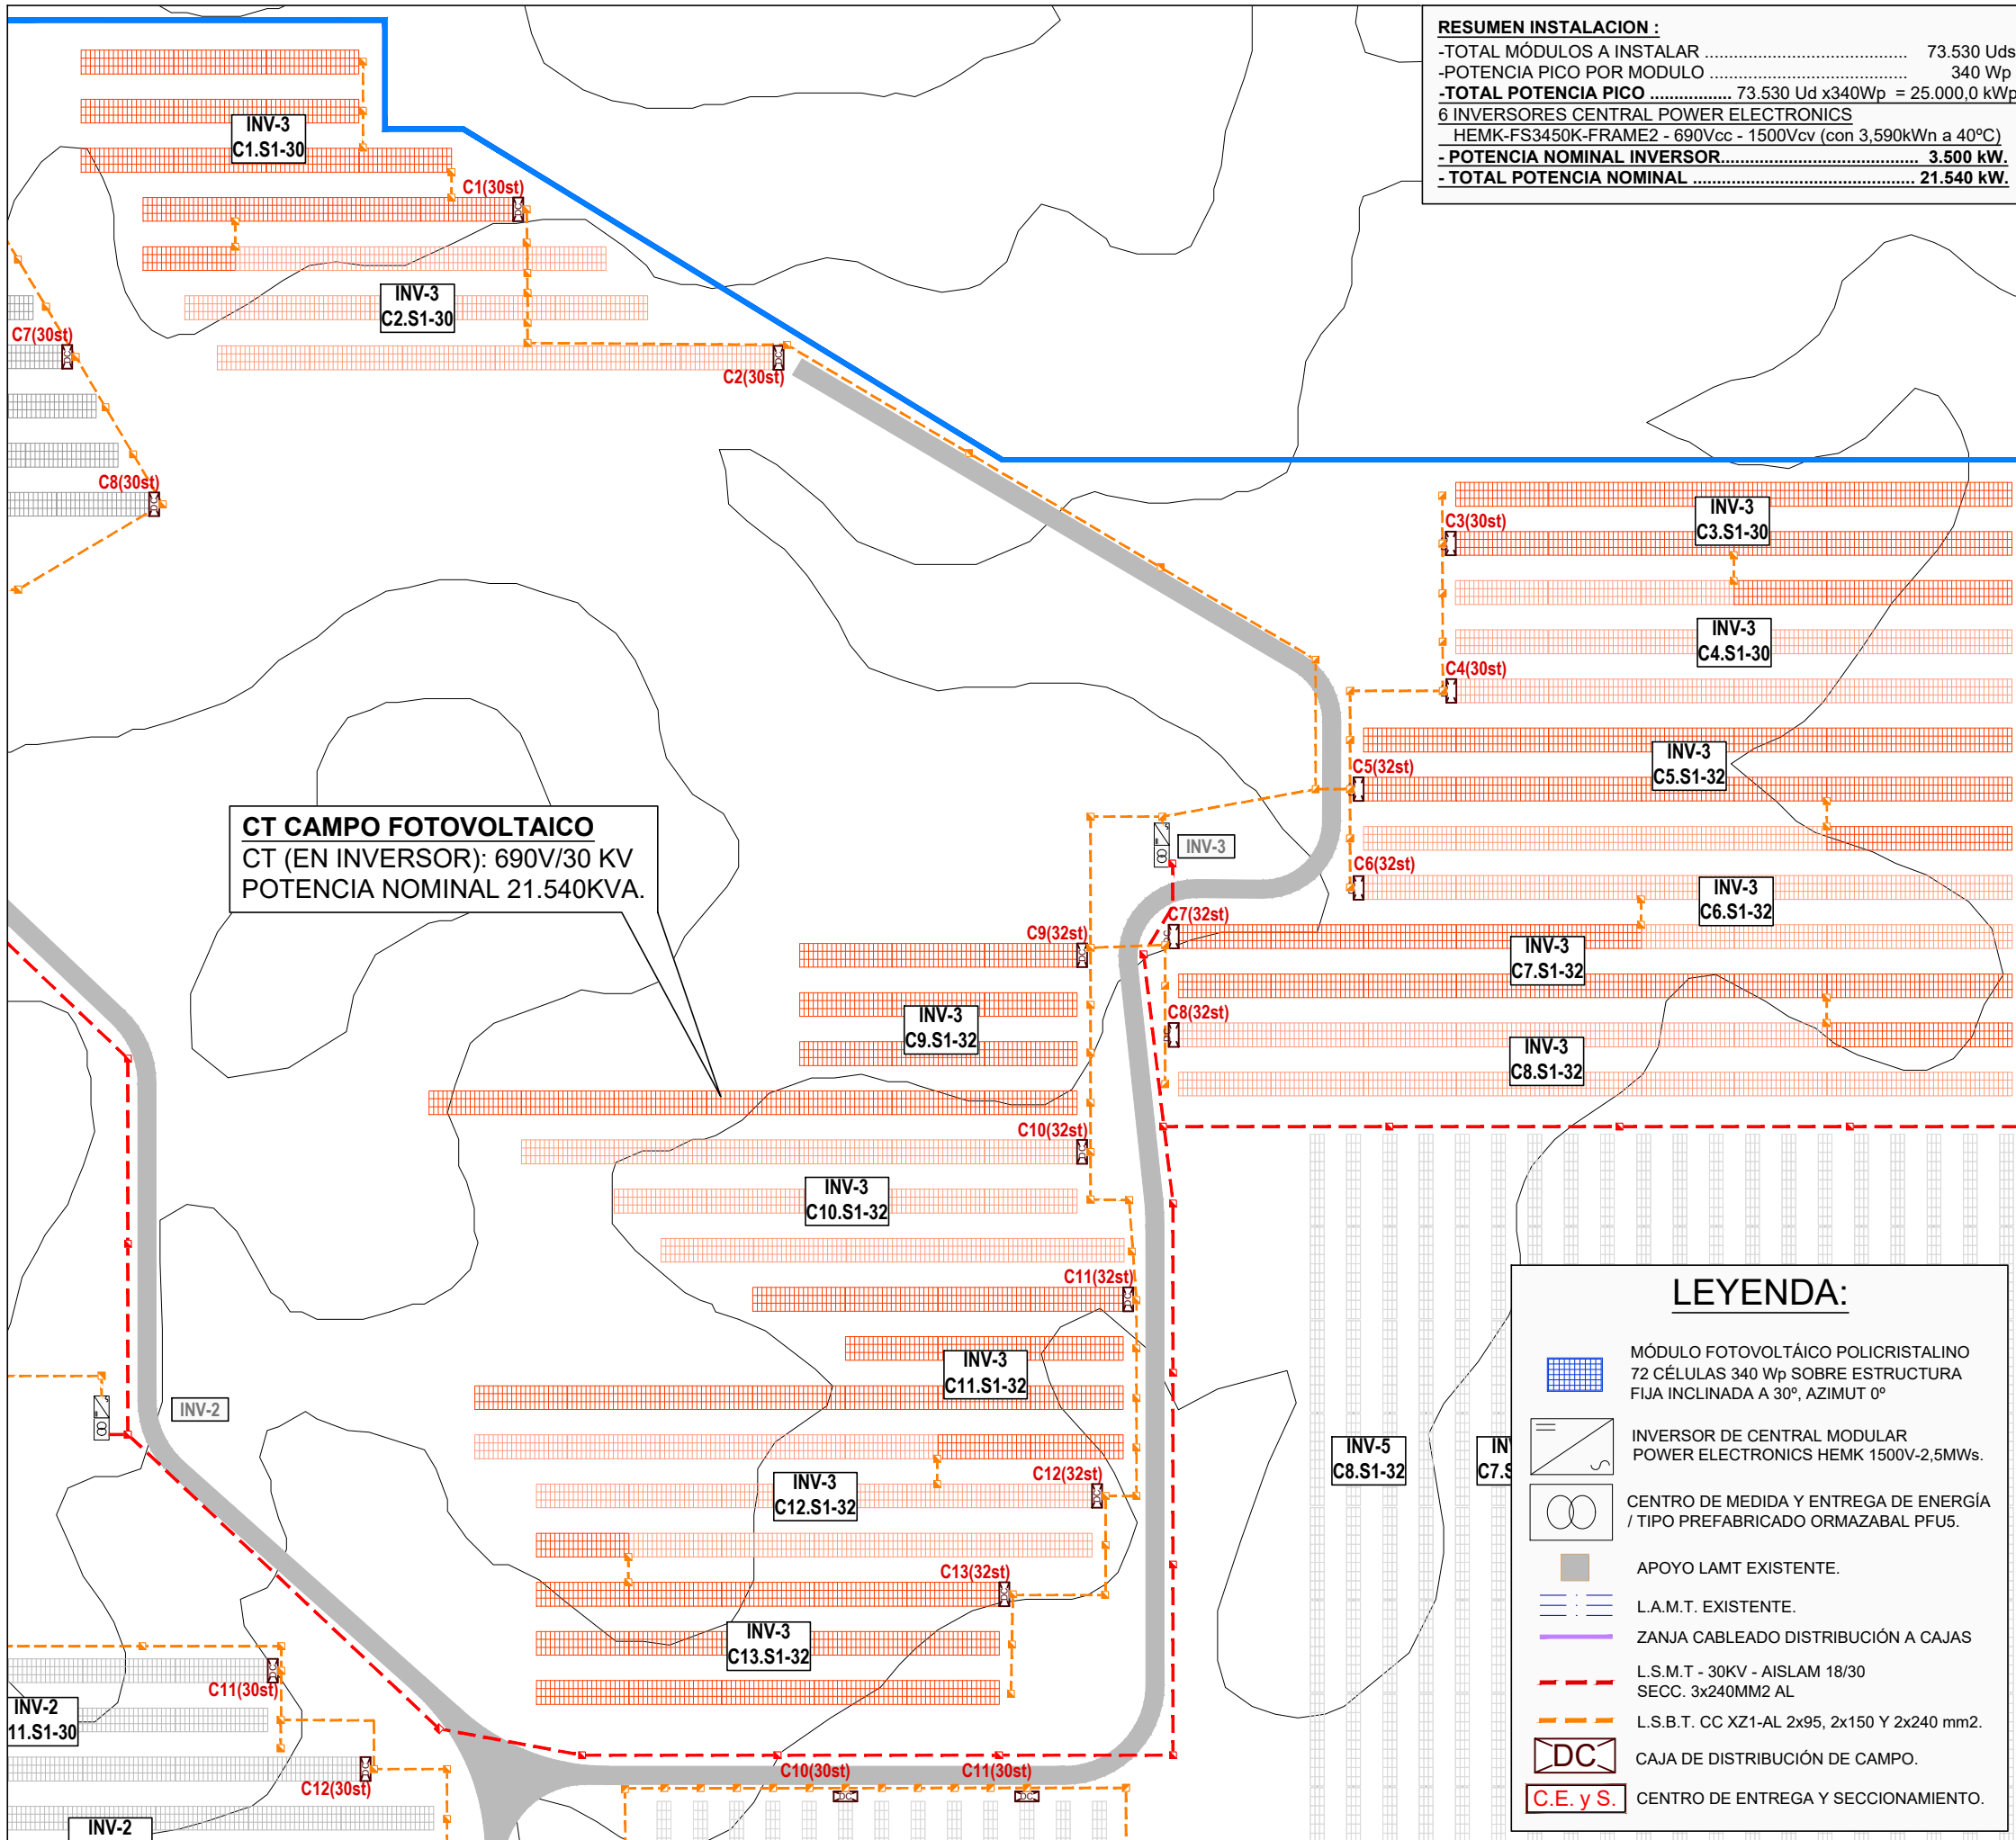 RESUMEN INSTALACION :
-TOTAL MÓDULOS A INSTALAR ...................................... 73.530 Uds
-POTENCIA PICO POR MODULO ..................................... 340 Wp
-TOTAL POTENCIA PICO ................ 73.530 Ud x340Wp = 25.000,0 kWp
6 INVERSORES CENTRAL POWER ELECTRONICS
HEMK-FS3450K-FRAME2 - 690Vcc - 1500Vcv (con 3,590kWn a 40ºC)
- POTENCIA NOMINAL INVERSOR...................................... 3.500 kW.
- TOTAL POTENCIA NOMINAL ........................................... 21.540 kW.
INV-3
C1.S1-30
C1(30st)
INV-3
C2.S1-30
C7(30st)
C2(30st)
C8(30st)
INV-3
C3.S1-30
C3(30st)
INV-3
C4.S1-30
C4(30st)
INV-3
C5.S1-32
C5(32st)
CT CAMPO FOTOVOLTAICO
CT (EN INVERSOR): 690V/30 KV
POTENCIA NOMINAL 21.540KVA.
INV-3
C6(32st)
INV-3
C6.S1-32
C7(32st)
C9(32st)
INV-3
C7.S1-32
INV-3
C9.S1-32
C8(32st)
INV-3
C8.S1-32
C10(32st)
INV-3
C10.S1-32
C11(32st)
INV-3
C11.S1-32
INV-2
INV-5
C8.S1-32
C7.S
C12(32st)
INV-3
C12.S1-32
C13(32st)
INV-3
C13.S1-32
C11(30st)
INV-2
11.S1-30
C12(30st)
INV-2
C10(30st)
C11(30st)
DC
DC
LEYENDA:
MÓDULO FOTOVOLTÁICO POLICRISTALINO
72 CÉLULAS 340 Wp SOBRE ESTRUCTURA
FIJA INCLINADA A 30º, AZIMUT 0º
INVERSOR DE CENTRAL MODULAR
POWER ELECTRONICS HEMK 1500V-2,5MWs.
CENTRO DE MEDIDA Y ENTREGA DE ENERGÍA
/ TIPO PREFABRICADO ORMAZABAL PFU5.
APOYO LAMT EXISTENTE.
L.A.M.T. EXISTENTE.
ZANJA CABLEADO DISTRIBUCIÓN A CAJAS
L.S.M.T - 30KV - AISLAM 18/30
SECC. 3x240MM2 AL
L.S.B.T. CC XZ1-AL 2x95, 2x150 Y 2x240 mm2.
DC CAJA DE DISTRIBUCIÓN DE CAMPO.
C.E. y S. CENTRO DE ENTREGA Y SECCIONAMIENTO.